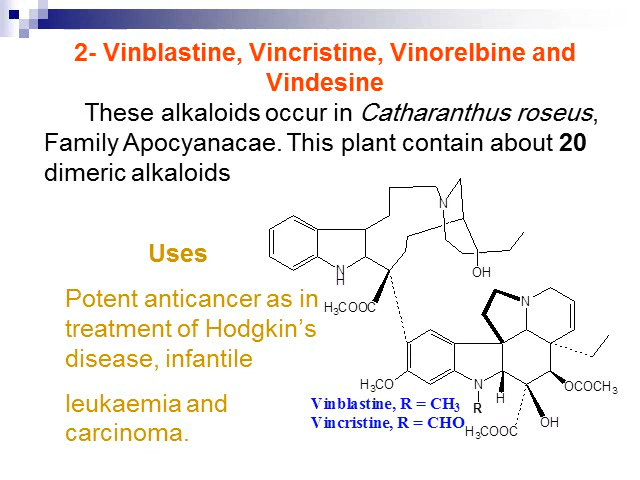 2- Vinblastine, Vincristine, Vinorelbine and
Vindesine
These alkaloids occur in Catharanthus roseus,
Family Apocyanacae. This plant contain about 20
dimeric alkaloids
Uses
Potent anticancer as in
treatment of Hodgkin’s
disease, infantile
leukaemia and
carcinoma.
N
OH
N
H
H3COOC
N
H3CO
N
R
H
OCOCH3
OH
H3COOC
Vinblastine, R = CH3
Vincristine, R = CHO